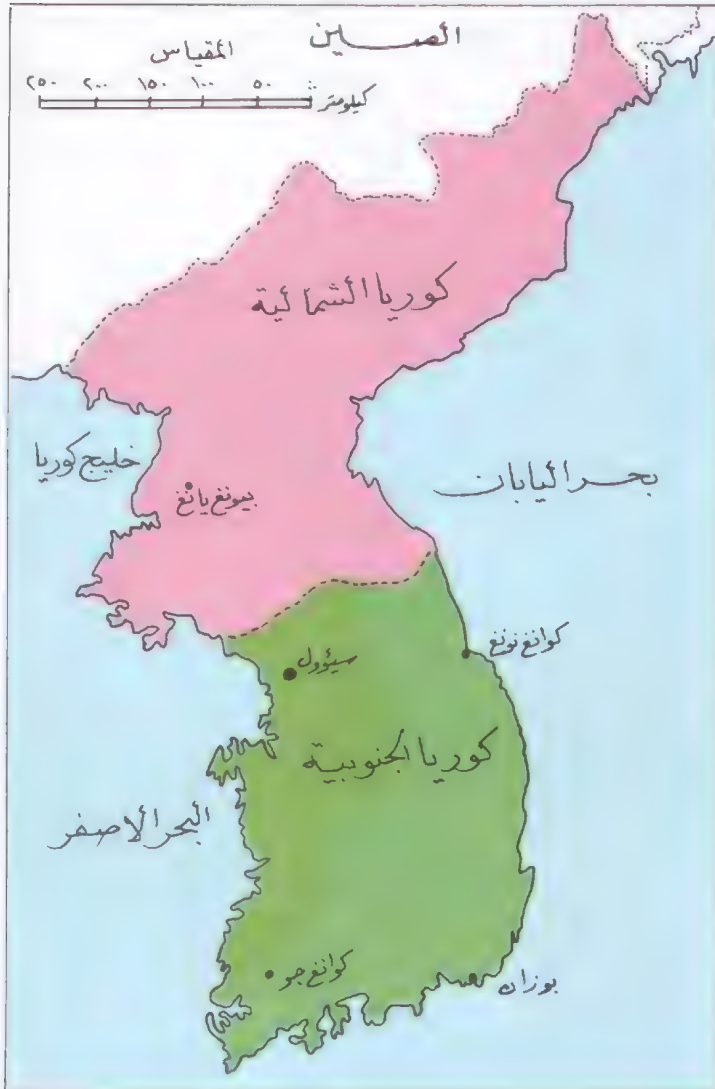 الصين
المقياس
٢٥٠ ٢٠٠ ١٥٠ ١٠٠ ٥٠
كيلومتر
كوريا الشمالية
خليج كوريا
بحر اليابان
بيونغ يانغ
كوانغ نونغ
سيئوول
كوريا الجنوبية
البحر الاصفر
كوانغ جو
بوزان